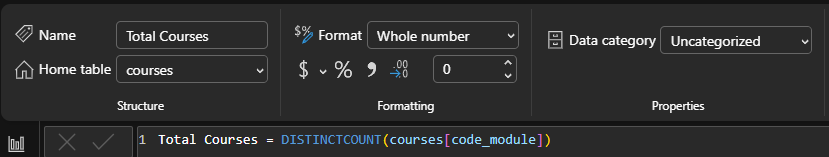 Name Total Courses $% Format Whole number Data category Uncategorized
Home table courses $ % , .00 →0 0
Structure Formatting Properties
1 Total Courses = DISTINCTCOUNT(courses[code_module])